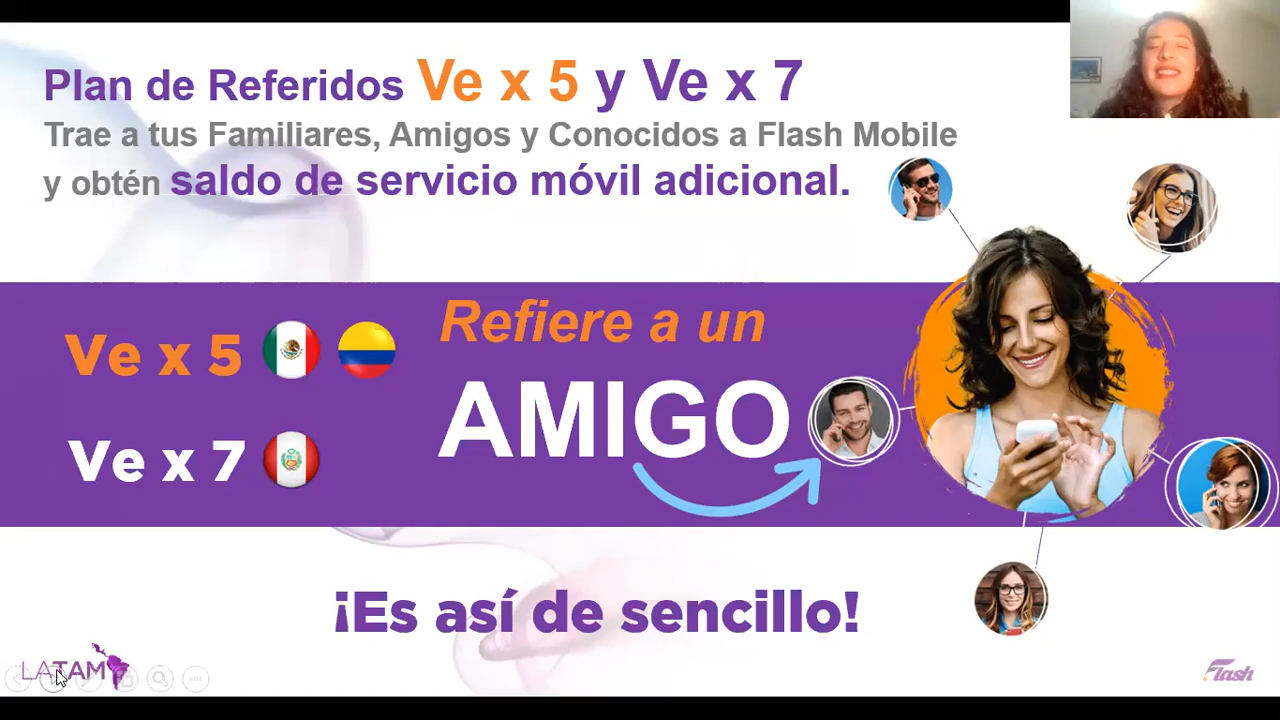 Plan de Referidos Ve x 5 y Ve x 7
Trae a tus Familiares, Amigos y Conocidos a Flash Mobile
y obtén saldo de servicio móvil adicional.
Ve x 5
Ve x 7
Refiere a un
AMIGO
¡Es así de sencillo!
LATAM
Flash